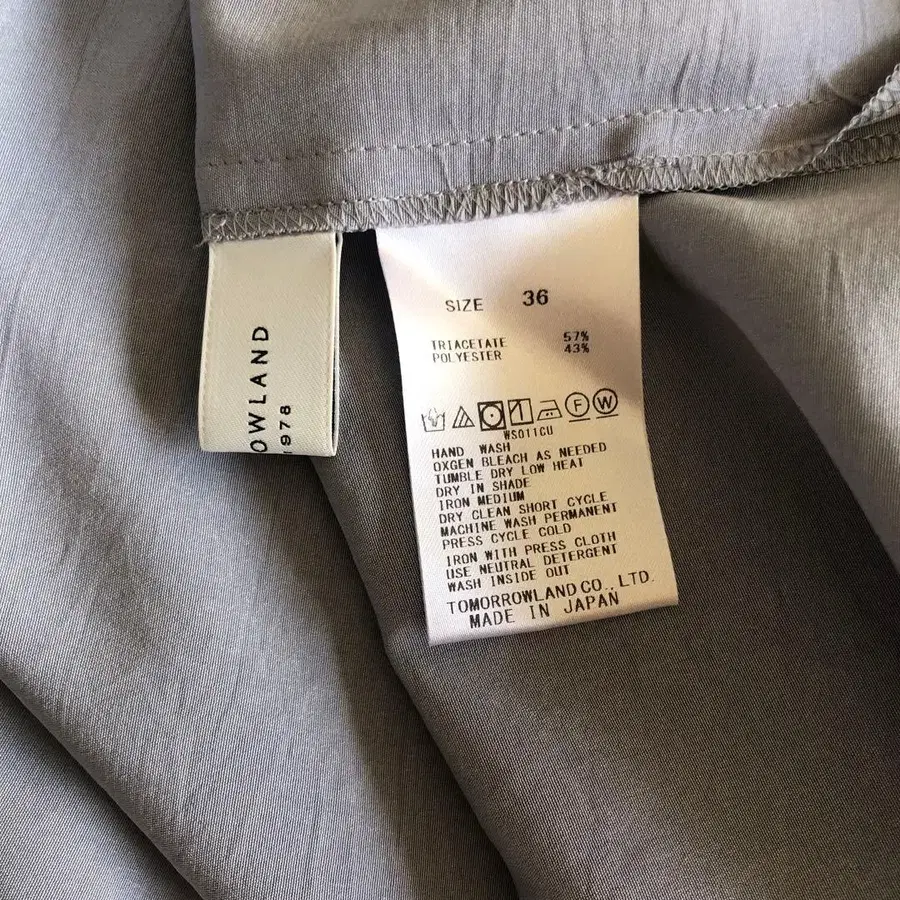 OWLAND
1978
SIZE 36
TRIACETATE 57%
POLYESTER 43%
F W
WS011CU
HAND WASH
OXGEN BLEACH AS NEEDED
TUMBLE DRY LOW HEAT
DRY IN SHADE
IRON MEDIUM
DRY CLEAN SHORT CYCLE
MACHINE WASH PERMANENT
PRESS CYCLE COLD
IRON WITH PRESS CLOTH
USE NEUTRAL DETERGENT
WASH INSIDE OUT
TOMORROWLAND CO., LTD.
MADE IN JAPAN